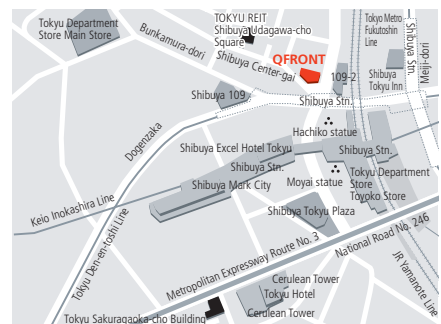 Tokyu Department
Store Main Store
TOKYU REIT
Shibuya Udagawa-cho
Square
Tokyo Metro
Fukutoshin
Line
Shibuya Stn.
Meiji-dori
Bunkamura-dori
Shibuya Center-gai
QFRONT
109-2
Shibuya
Tokyu Inn
Shibuya 109
Shibuya Stn.
Dogenzaka
Hachiko statue
Shibuya Excel Hotel Tokyu
Shibuya Stn.
Shibuya Stn.
Shibuya Mark City
Moyai statue
Tokyu Department
Store
Toyoko Store
Keio Inokashira Line
Tokyu Den-en-toshi Line
Shibuya Tokyu Plaza
Metropolitan Expressway Route No. 3
National Road No. 246
JR Yamanote Line
Cerulean Tower
Tokyu Hotel
Cerulean Tower
Tokyu Sakuragaoka-cho Building